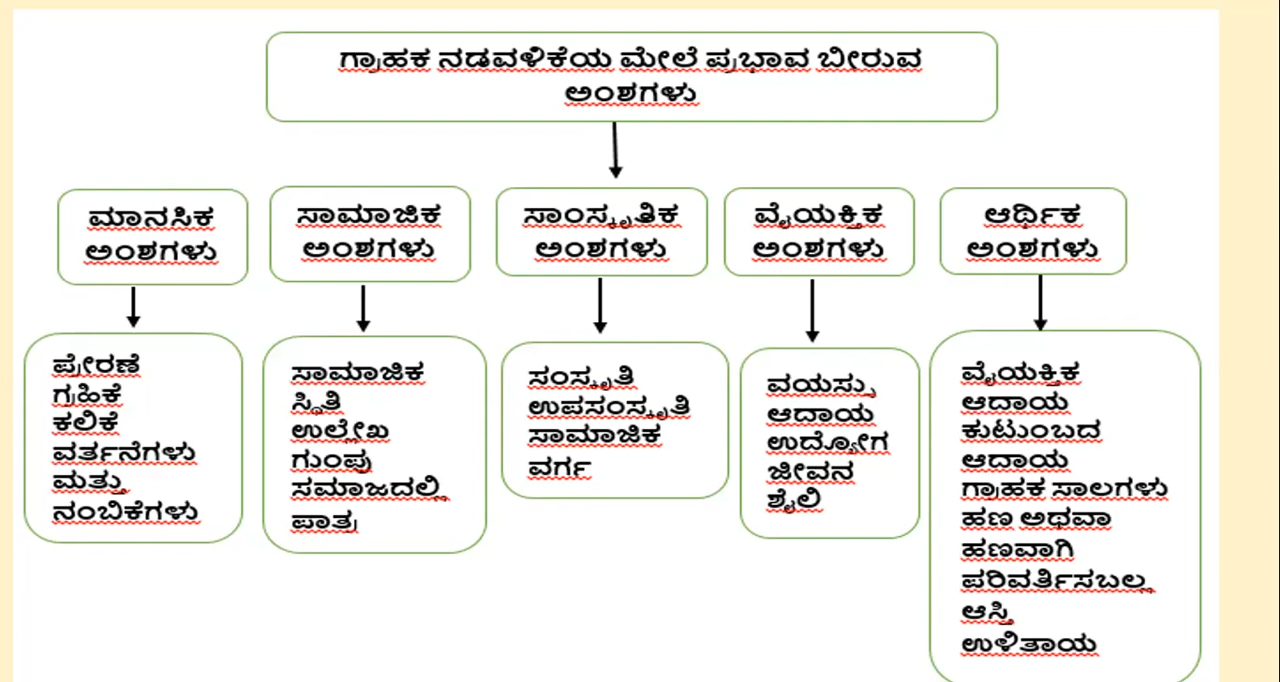 ಗ್ರಾಹಕ ನಡವಳಿಕೆಯ ಮೇಲೆ ಪ್ರಭಾವ ಬೀರುವ
ಅಂಶಗಳು
ಮಾನಸಿಕ
ಅಂಶಗಳು
ಸಾಮಾಜಿಕ
ಅಂಶಗಳು
ಸಾಂಸ್ಕೃತಿಕ
ಅಂಶಗಳು
ವೈಯಕ್ತಿಕ
ಅಂಶಗಳು
ಆರ್ಥಿಕ
ಅಂಶಗಳು
ಪ್ರೇರಣೆ
ಗ್ರಹಿಕೆ
ಕಲಿಕೆ
ವರ್ತನೆಗಳು
ಮತ್ತು
ನಂಬಿಕೆಗಳು
ಸಾಮಾಜಿಕ
ಸ್ಥಿತಿ
ಉಲ್ಲೇಖ
ಗುಂಪು
ಸಮಾಜದಲ್ಲಿ
ಪಾತ್ರ
ಸಂಸ್ಕೃತಿ
ಉಪಸಂಸ್ಕೃತಿ
ಸಾಮಾಜಿಕ
ವರ್ಗ
ವಯಸ್ಸು
ಆದಾಯ
ಉದ್ಯೋಗ
ಜೀವನ
ಶೈಲಿ
ವೈಯಕ್ತಿಕ
ಆದಾಯ
ಕುಟುಂಬದ
ಆದಾಯ
ಗ್ರಾಹಕ ಸಾಲಗಳು
ಹಣ ಅಥವಾ
ಹಣವಾಗಿ
ಪರಿವರ್ತಿಸಬಲ್ಲ
ಆಸ್ತಿ
ಉಳಿತಾಯ